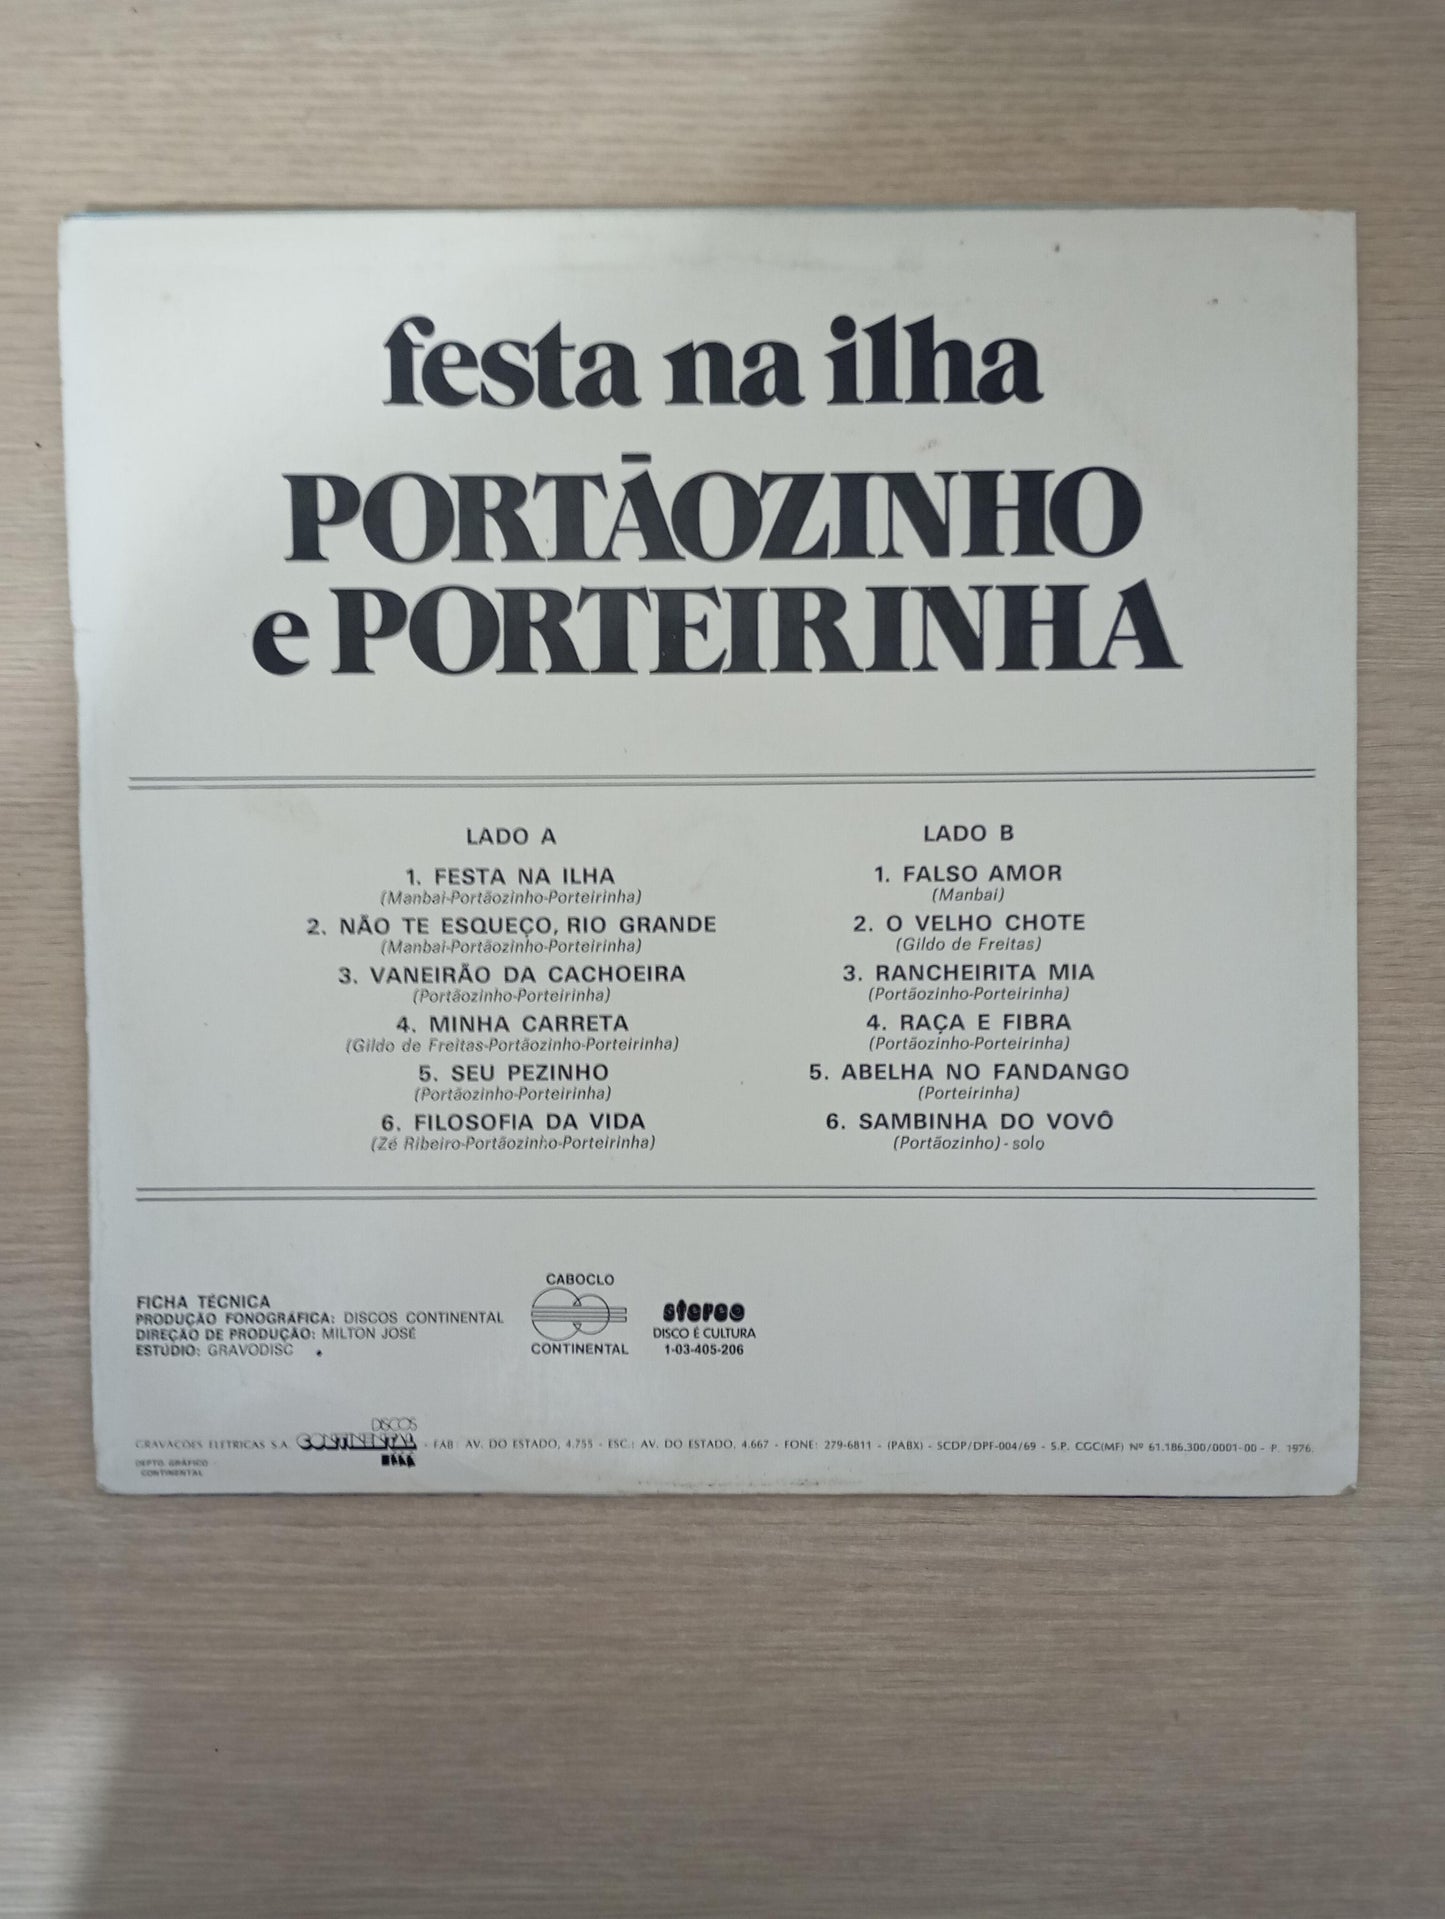 festa na ilha
PORTÃOZINHO
e PORTEIRINHA
LADO A
1. FESTA NA ILHA
(Manbai-Portãozinho-Porteirinha)
2. NÃO TE ESQUEÇO, RIO GRANDE
(Manbai-Portãozinho-Porteirinha)
3. VANEIRÃO DA CACHOEIRA
(Portãozinho-Porteirinha)
4. MINHA CARRETA
(Gildo de Freitas-Portãozinho-Porteirinha)
5. SEU PEZINHO
(Portãozinho-Porteirinha)
6. FILOSOFIA DA VIDA
(Zé Ribeiro-Portãozinho-Porteirinha)
LADO B
1. FALSO AMOR
(Manbai)
2. O VELHO CHOTE
(Gildo de Freitas)
3. RANCHEIRITA MIA
(Portãozinho-Porteirinha)
4. RAÇA E FIBRA
(Portãozinho-Porteirinha)
5. ABELHA NO FANDANGO
(Porteirinha)
6. SAMBINHA DO VOVÔ
(Portãozinho) - solo
FICHA TÉCNICA
PRODUÇÃO FONOGRÁFICA: DISCOS CONTINENTAL
DIREÇÃO DE PRODUÇÃO: MILTON JOSÉ
ESTÚDIO: GRAVODISC
CABOCLO
CONTINENTAL
stereo
DISCO É CULTURA
1-03-405-206
DISCOS
GRAVAÇÕES ELÉTRICAS S.A. CONTINENTAL - FAB: AV. DO ESTADO, 4.755 - ESC.: AV. DO ESTADO, 4.667 - FONE: 279-6811 - (PABX) - SCDP/DPF-004/69 - S.P. CGC(MF) Nº 61.186.300/0001-00 - P. 1976.
DEPTO. GRÁFICO
CONTINENTAL